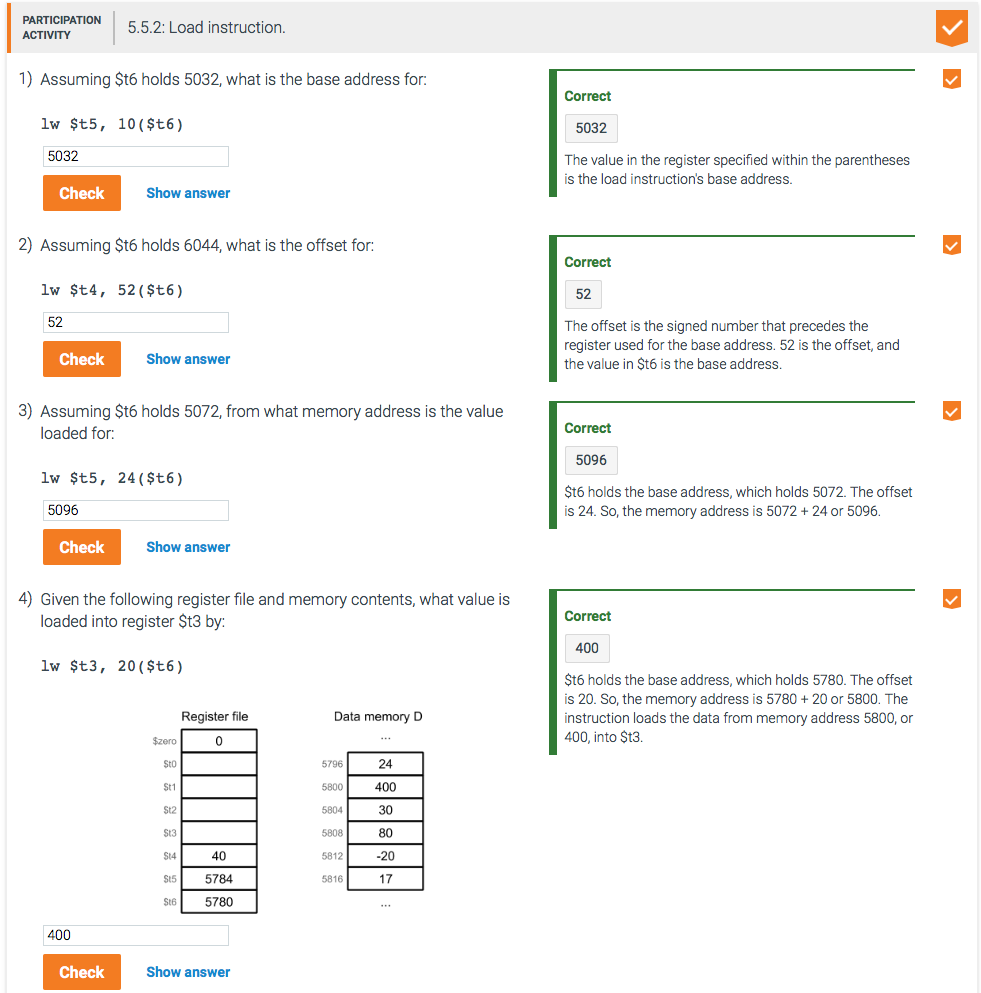 PARTICIPATION
ACTIVITY
5.5.2: Load instruction.
1) Assuming $t6 holds 5032, what is the base address for:
lw $t5, 10($t6)
5032
Check Show answer
Correct
5032
The value in the register specified within the parentheses
is the load instruction's base address.
2) Assuming $t6 holds 6044, what is the offset for:
lw $t4, 52($t6)
52
Check Show answer
Correct
52
The offset is the signed number that precedes the
register used for the base address. 52 is the offset, and
the value in $t6 is the base address.
3) Assuming $t6 holds 5072, from what memory address is the value
loaded for:
lw $t5, 24($t6)
5096
Check Show answer
Correct
5096
$t6 holds the base address, which holds 5072. The offset
is 24. So, the memory address is 5072 + 24 or 5096.
4) Given the following register file and memory contents, what value is
loaded into register $t3 by:
lw $t3, 20($t6)
Register file
$zero 0
$t0
$t1
$t2
$t3
$t4 40
$t5 5784
$t6 5780
Data memory D
...
5796 24
5800 400
5804 30
5808 80
5812 -20
5816 17
...
400
Check Show answer
Correct
400
$t6 holds the base address, which holds 5780. The offset
is 20. So, the memory address is 5780 + 20 or 5800. The
instruction loads the data from memory address 5800, or
400, into $t3.